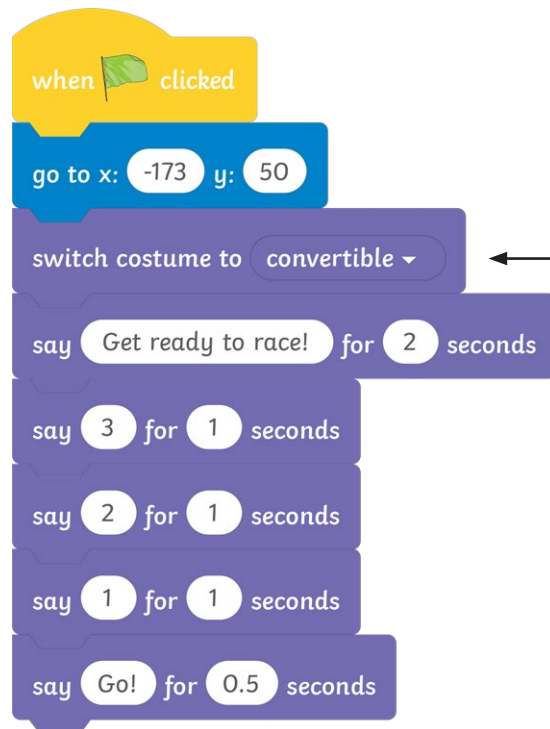 when clicked
go to x: -173 y: 50
switch costume to convertible
say Get ready to race! for 2 seconds
say 3 for 1 seconds
say 2 for 1 seconds
say 1 for 1 seconds
say Go! for 0.5 seconds